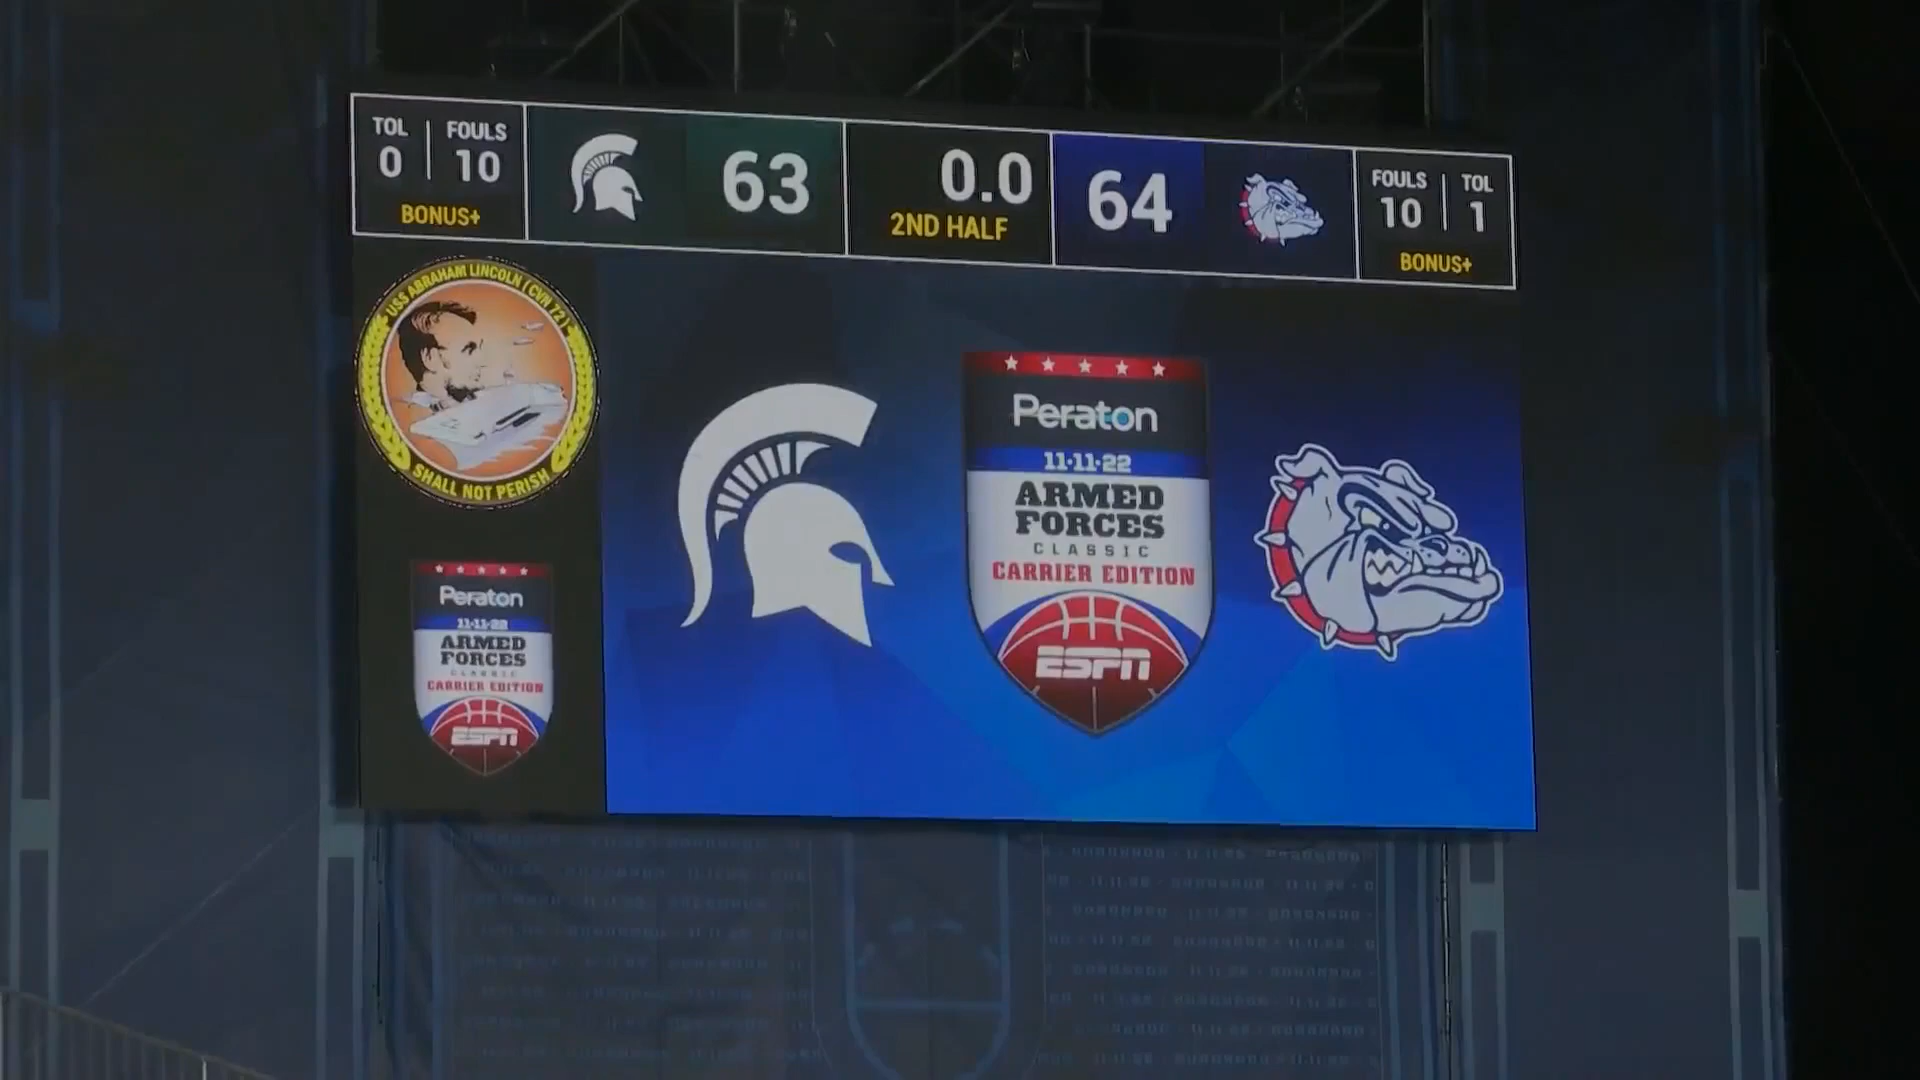 TOL | FOULS
0 | 10
BONUS+
63
0.0
2ND HALF
64
FOULS | TOL
10 | 1
BONUS+
USS ABRAHAM LINCOLN (CVN 72)
SHALL NOT PERISH
Peraton
11·11·22
ARMED
FORCES
CLASSIC
CARRIER EDITION
ESPN
Peraton
11·11·22
ARMED
FORCES
CLASSIC
CARRIER EDITION
ESPN